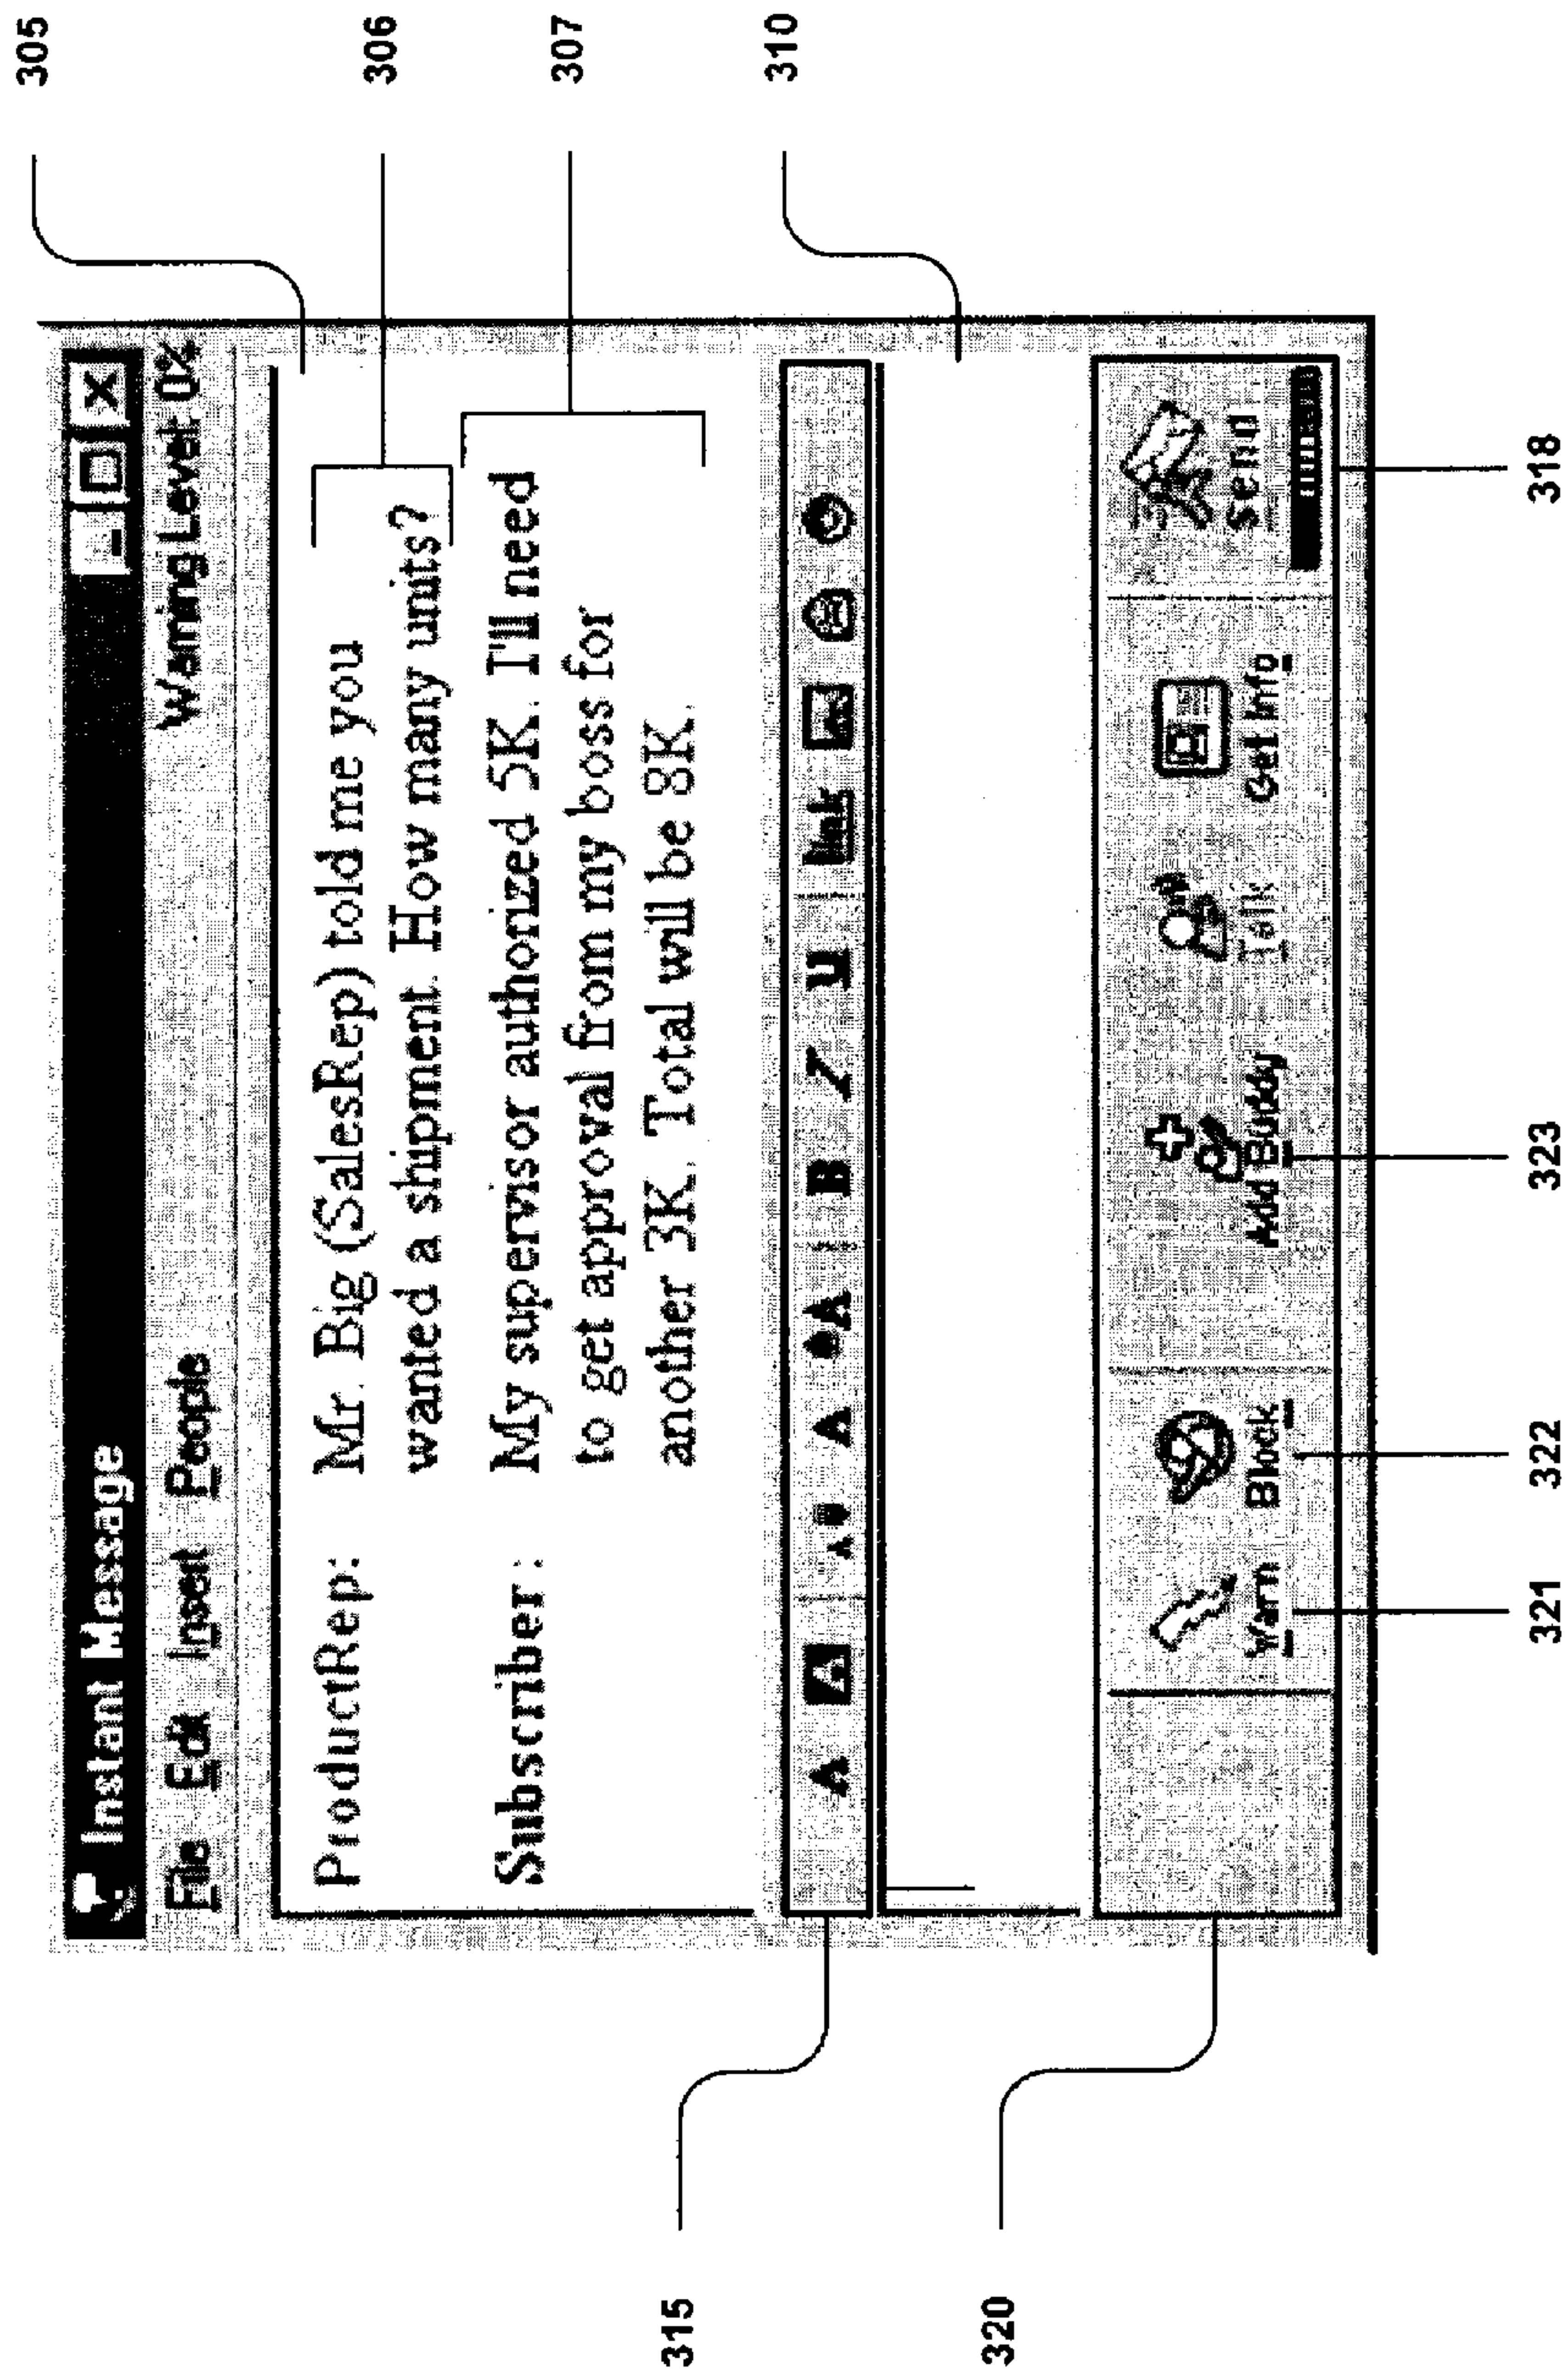 305
306
307
310
Instant Message
File Edit Insert People Warning Level: 0%
ProductRep: Mr. Big (SalesRep) told me you
wanted a shipment. How many units?
Subscriber: My supervisor authorized 5K. I'll need
to get approval from my boss for
another 3K. Total will be 8K.
A A A A A B I U link
Warn Block Add Buddy Talk Get Info Send
315
320
321
322
323
318